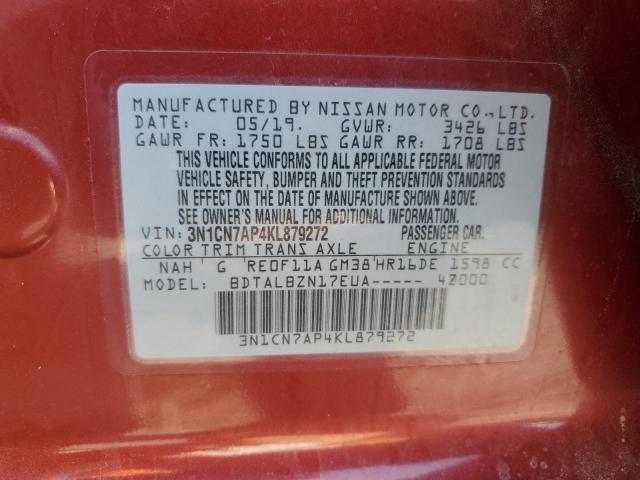 MANUFACTURED BY NISSAN MOTOR CO.,LTD.
DATE: 05/19. GVWR: 3426 LBS
GAWR FR: 1750 LBS GAWR RR: 1708 LBS
THIS VEHICLE CONFORMS TO ALL APPLICABLE FEDERAL MOTOR
VEHICLE SAFETY, BUMPER AND THEFT PREVENTION STANDARDS
IN EFFECT ON THE DATE OF MANUFACTURE SHOWN ABOVE.
SEE OWNER'S MANUAL FOR ADDITIONAL INFORMATION.
VIN: 3N1CN7AP4KL879272 PASSENGER CAR.
COLOR TRIM TRANS AXLE ENGINE
NAH G RE0F11A GM38 HR16DE 1598 CC
MODEL: BDTALBZN17EUA----- 4Z000
3N1CN7AP4KL879272